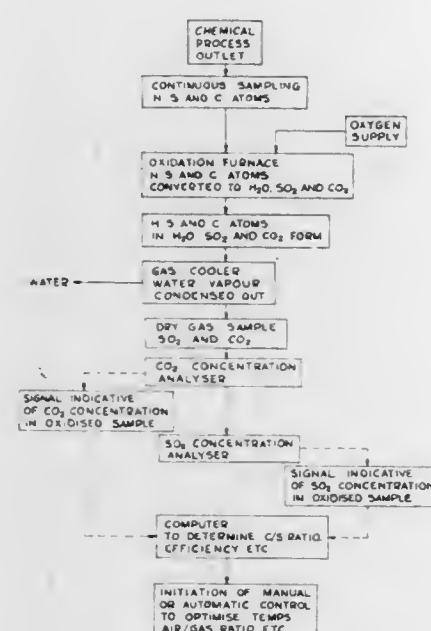 CHEMICAL
PROCESS
OUTLET
CONTINUOUS SAMPLING
N S AND C ATOMS
OXYGEN
SUPPLY
OXIDATION FURNACE
N S AND C ATOMS
CONVERTED TO H₂O, SO₂ AND CO₂
H S AND C ATOMS
IN H₂O SO₂ AND CO₂ FORM
WATER
GAS COOLER
WATER VAPOUR
CONDENSED OUT
DRY GAS SAMPLE
SO₂ AND CO₂
CO₂ CONCENTRATION
ANALYSER
SIGNAL INDICATIVE
OF CO₂ CONCENTRATION
IN OXIDISED SAMPLE
SO₂ CONCENTRATION
ANALYSER
SIGNAL INDICATIVE
OF SO₂ CONCENTRATION
IN OXIDISED SAMPLE
COMPUTER
TO DETERMINE C/S RATIO,
EFFICIENCY ETC
INITIATION OF MANUAL
OR AUTOMATIC CONTROL
TO OPTIMISE TEMPS
AIR/GAS RATIO ETC